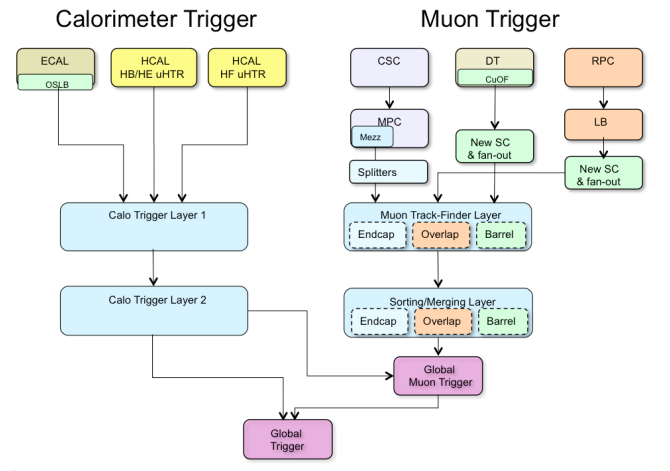 Calorimeter Trigger
Muon Trigger
ECAL
OSLB
HCAL
HB/HE uHTR
HCAL
HF uHTR
CSC
DT
CuOF
RPC
MPC
Mezz
LB
New SC
& fan-out
Splitters
New SC
& fan-out
Calo Trigger Layer 1
Muon Track-Finder Layer
Endcap
Overlap
Barrel
Calo Trigger Layer 2
Sorting/Merging Layer
Endcap
Overlap
Barrel
Global
Muon Trigger
Global
Trigger